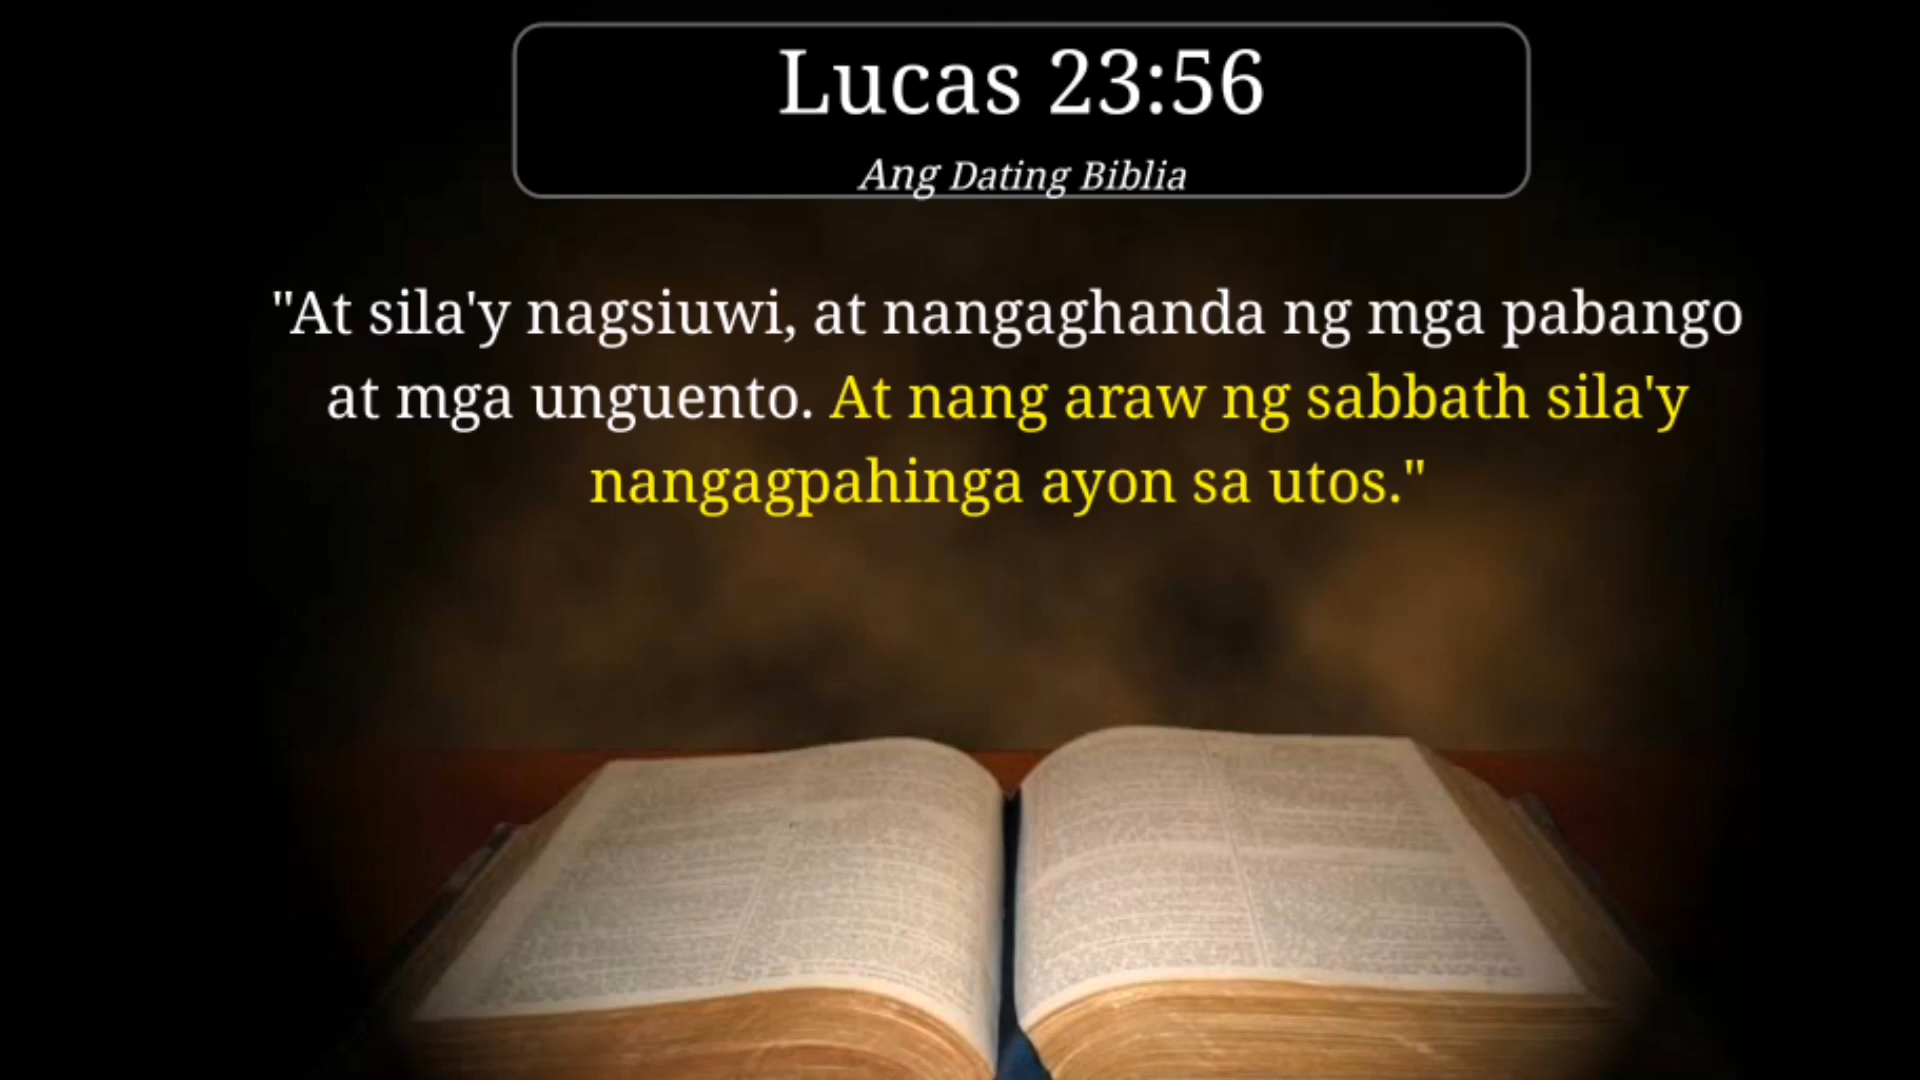 Lucas 23:56
Ang Dating Biblia
"At sila'y nagsiuwi, at nangaghanda ng mga pabango
at mga unguento. At nang araw ng sabbath sila'y
nangagpahinga ayon sa utos."